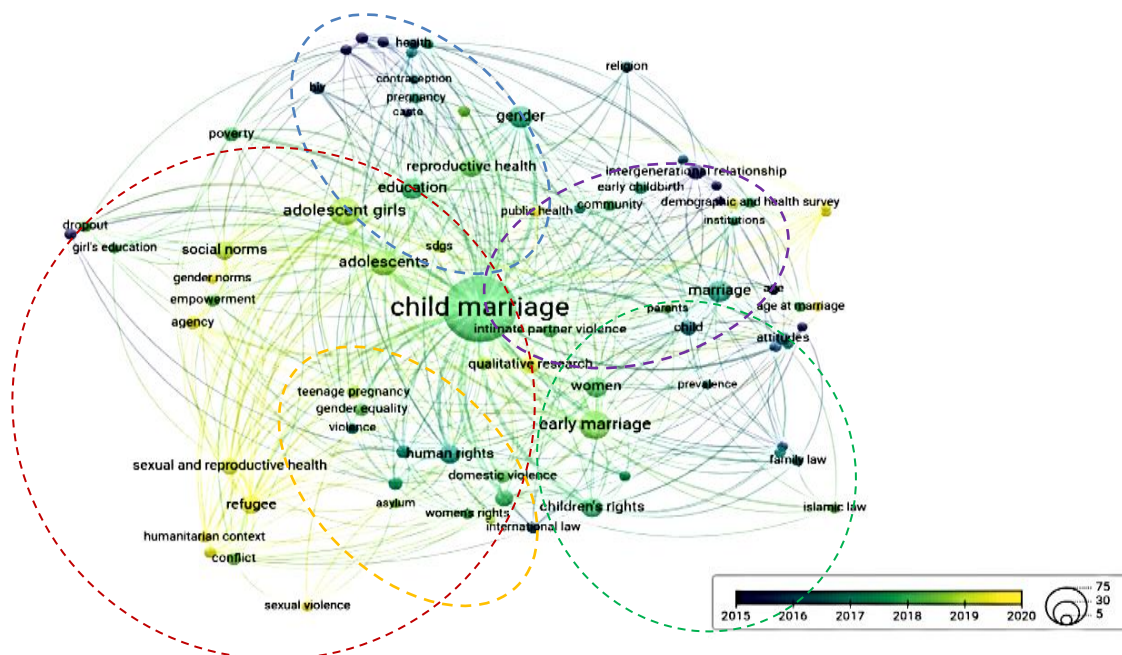 health
religion
contraception
hiv
pregnancy
caste
gender
poverty
reproductive health
intergenerational relationship
education
early childbirth
adolescent girls
public health
community
demographic and health survey
institutions
dropout
girl's education
social norms
sdgs
adolescents
gender norms
empowerment
agency
child marriage
marriage
age
age at marriage
parents
intimate partner violence
child
attitudes
qualitative research
women
prevalence
teenage pregnancy
gender equality
violence
early marriage
human rights
family law
sexual and reproductive health
domestic violence
refugee
asylum
women's rights
children's rights
islamic law
international law
humanitarian context
conflict
sexual violence
75
30
5
2015 2016 2017 2018 2019 2020